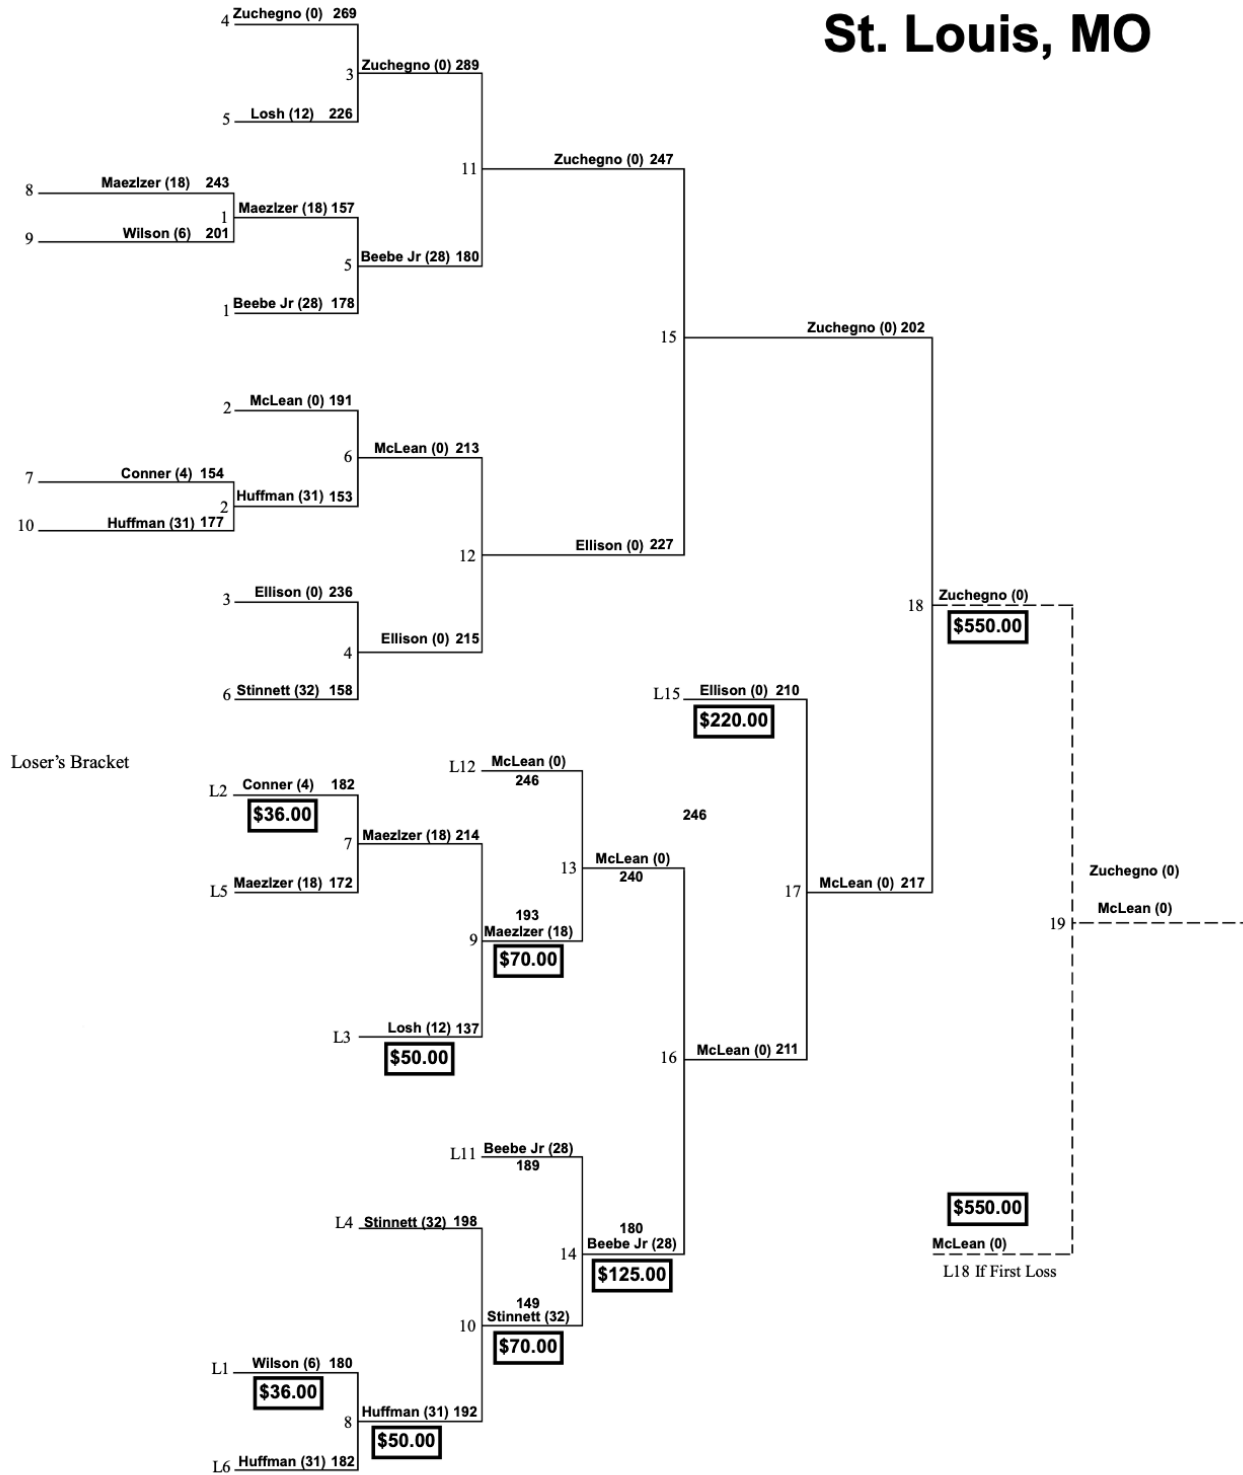 St. Louis, MO
4 Zuchegno (0) 269
3 Zuchegno (0) 289
5 Losh (12) 226
11 Zuchegno (0) 247
8 Maezlzer (18) 243
1 Maezlzer (18) 157
9 Wilson (6) 201
5 Beebe Jr (28) 180
1 Beebe Jr (28) 178
15 Zuchegno (0) 202
2 McLean (0) 191
6 McLean (0) 213
7 Conner (4) 154
2 Huffman (31) 153
10 Huffman (31) 177
12 Ellison (0) 227
3 Ellison (0) 236
4 Ellison (0) 215
6 Stinnett (32) 158
18 Zuchegno (0)
$550.00
L15 Ellison (0) 210
$220.00
Loser’s Bracket
L12 McLean (0)
246
L2 Conner (4) 182
$36.00
246
7 Maezlzer (18) 214
13 McLean (0)
240
L5 Maezlzer (18) 172
17 McLean (0) 217
Zuchegno (0)
19 McLean (0)
193
9 Maezlzer (18)
$70.00
L3 Losh (12) 137
$50.00
16 McLean (0) 211
L11 Beebe Jr (28)
189
L4 Stinnett (32) 198
180
14 Beebe Jr (28)
$125.00
$550.00
McLean (0)
L18 If First Loss
149
10 Stinnett (32)
$70.00
L1 Wilson (6) 180
$36.00
8 Huffman (31) 192
$50.00
L6 Huffman (31) 182